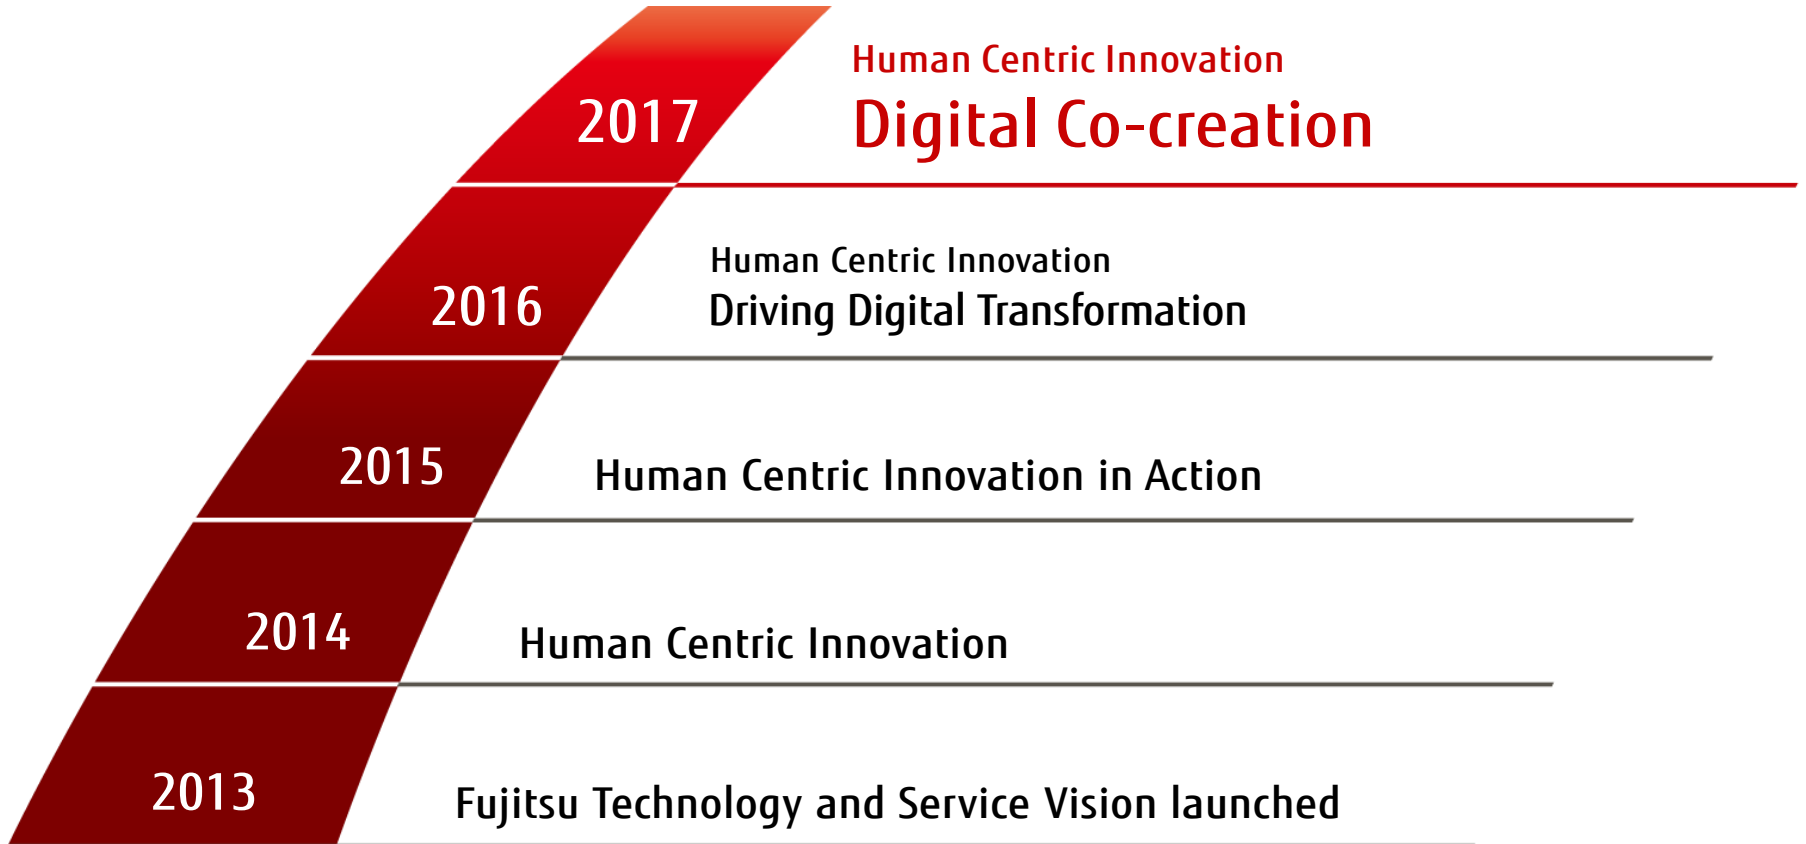 Human Centric Innovation
2017
Digital Co-creation
Human Centric Innovation
2016
Driving Digital Transformation
2015
Human Centric Innovation in Action
2014
Human Centric Innovation
2013
Fujitsu Technology and Service Vision launched